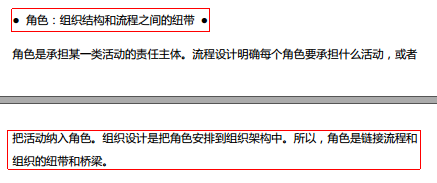 ● 角色：组织结构和流程之间的纽带 ●
角色是承担某一类活动的责任主体。流程设计明确每个角色要承担什么活动，或者
把活动纳入角色。组织设计是把角色安排到组织架构中。所以，角色是链接流程和
组织的纽带和桥梁。